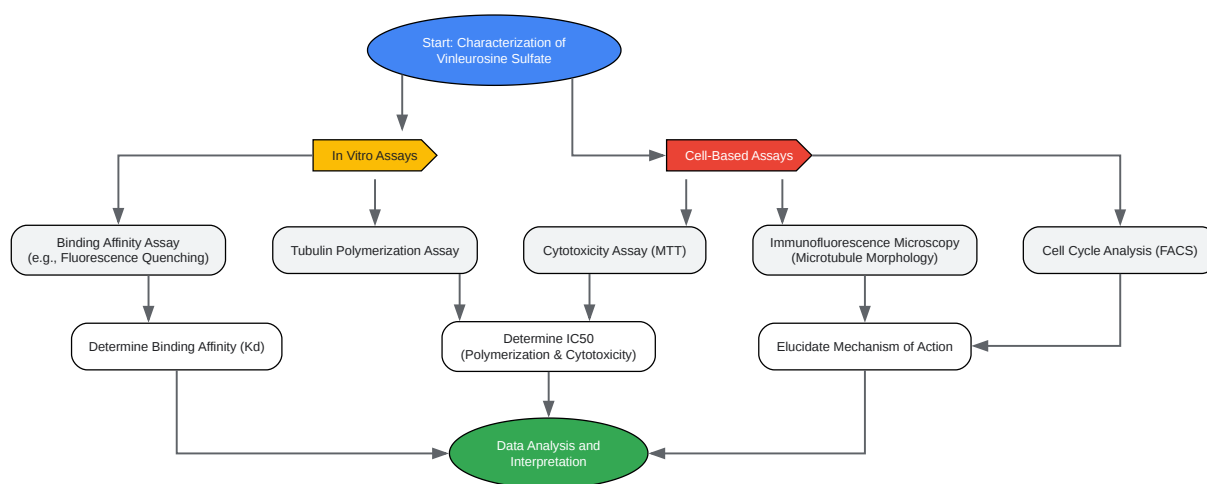 Start: Characterization of
Vinleurosine Sulfate
In Vitro Assays
Cell-Based Assays
Binding Affinity Assay
(e.g., Fluorescence Quenching)
Tubulin Polymerization Assay
Cytotoxicity Assay (MTT)
Immunofluorescence Microscopy
(Microtubule Morphology)
Cell Cycle Analysis (FACS)
Determine Binding Affinity (Kd)
Determine IC50
(Polymerization & Cytotoxicity)
Elucidate Mechanism of Action
Data Analysis and
Interpretation